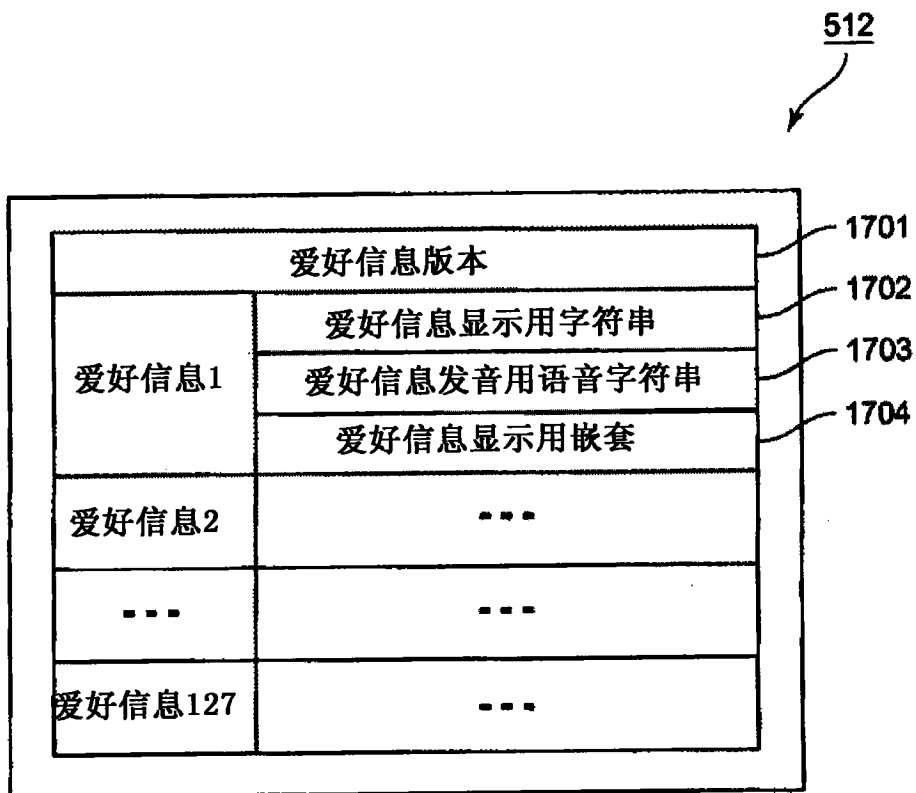 512
爱好信息版本
1701
爱好信息1
爱好信息显示用字符串
1702
爱好信息发音用语音字符串
1703
爱好信息显示用嵌套
1704
爱好信息2
---
---
---
爱好信息127
---